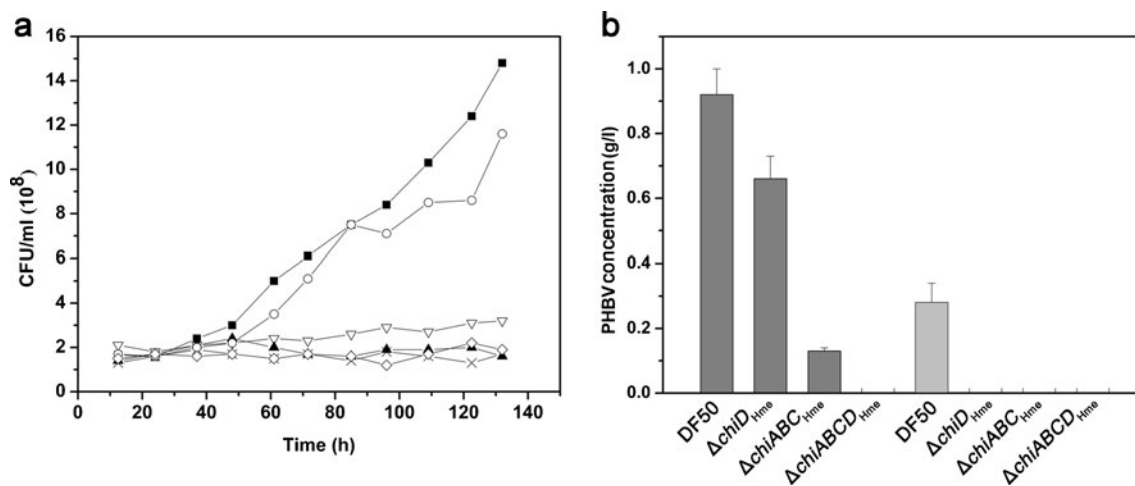 a
16
14
12
10
8
6
4
2
0
CFU/ml (10⁸)
0 20 40 60 80 100 120 140
Time (h)
b
1.0
0.8
0.6
0.4
0.2
0.0
PHBV concentration (g/l)
DF50
ΔchiD_Hme
ΔchiABC_Hme
ΔchiABCD_Hme
DF50
ΔchiD_Hme
ΔchiABC_Hme
ΔchiABCD_Hme